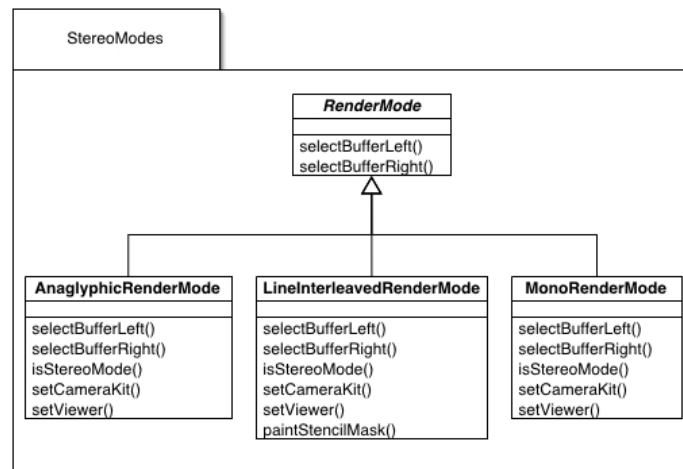 StereoModes
RenderMode
selectBufferLeft()
selectBufferRight()
AnaglyphicRenderMode
selectBufferLeft()
selectBufferRight()
isStereoMode()
setCameraKit()
setViewer()
LineInterleavedRenderMode
selectBufferLeft()
selectBufferRight()
isStereoMode()
setCameraKit()
setViewer()
paintStencilMask()
MonoRenderMode
selectBufferLeft()
selectBufferRight()
isStereoMode()
setCameraKit()
setViewer()